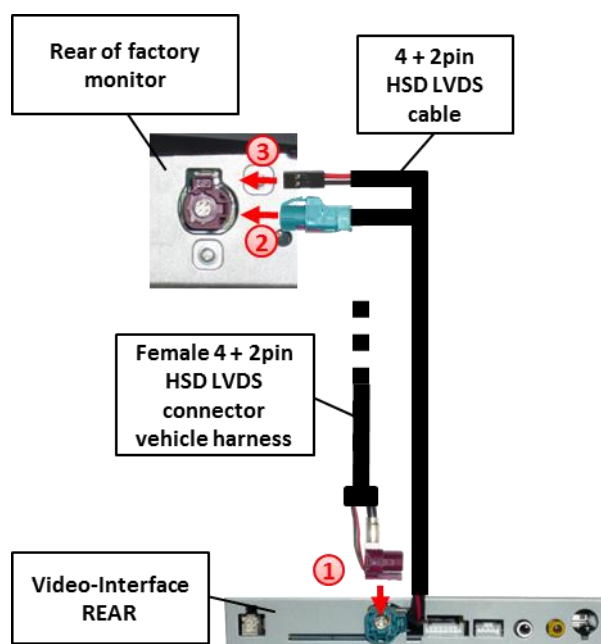 Rear of factory
monitor
4 + 2pin
HSD LVDS
cable
3
2
Female 4 + 2pin
HSD LVDS
connector
vehicle harness
1
Video-Interface
REAR